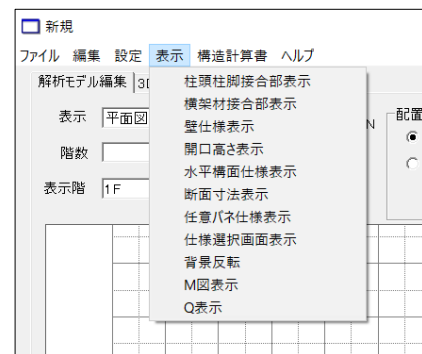 新規
ファイル 編集 設定 表示 構造計算書 ヘルプ
解析モデル編集
柱頭柱脚接合部表示
横架材接合部表示
壁仕様表示
開口高さ表示
水平構面仕様表示
断面寸法表示
任意バネ仕様表示
仕様選択画面表示
背景反転
M図表示
Q表示
表示 平面図
階数
表示階 1F
N
配置